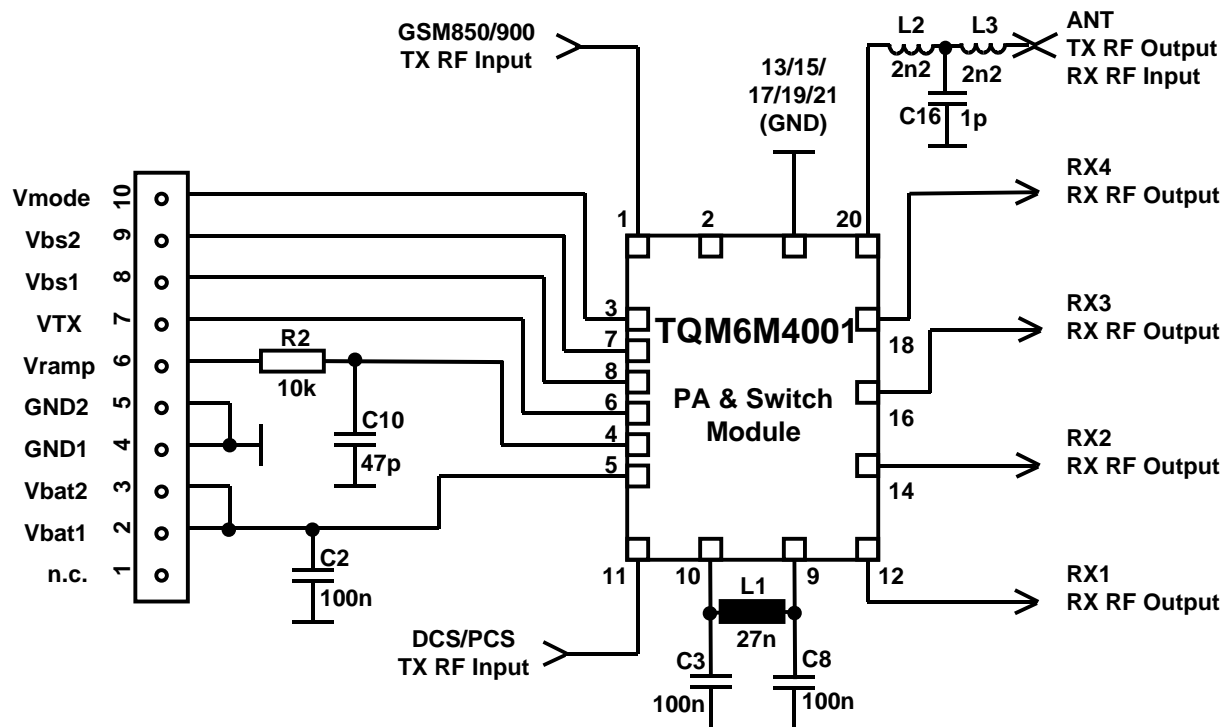 GSM850/900
TX RF Input
13/15/
17/19/21
(GND)
L2
L3
2n2
2n2
C16
1p
ANT
TX RF Output
RX RF Input
RX4
RX RF Output
RX3
RX RF Output
RX2
RX RF Output
RX1
RX RF Output
Vmode
10
Vbs2
9
Vbs1
8
VTX
7
Vramp
6
GND2
5
GND1
4
Vbat2
3
Vbat1
2
n.c.
1
R2
10k
C10
47p
C2
100n
1
2
20
3
7
8
6
4
5
TQM6M4001
PA & Switch
Module
18
16
14
11
10
9
12
L1
27n
DCS/PCS
TX RF Input
C3
100n
C8
100n